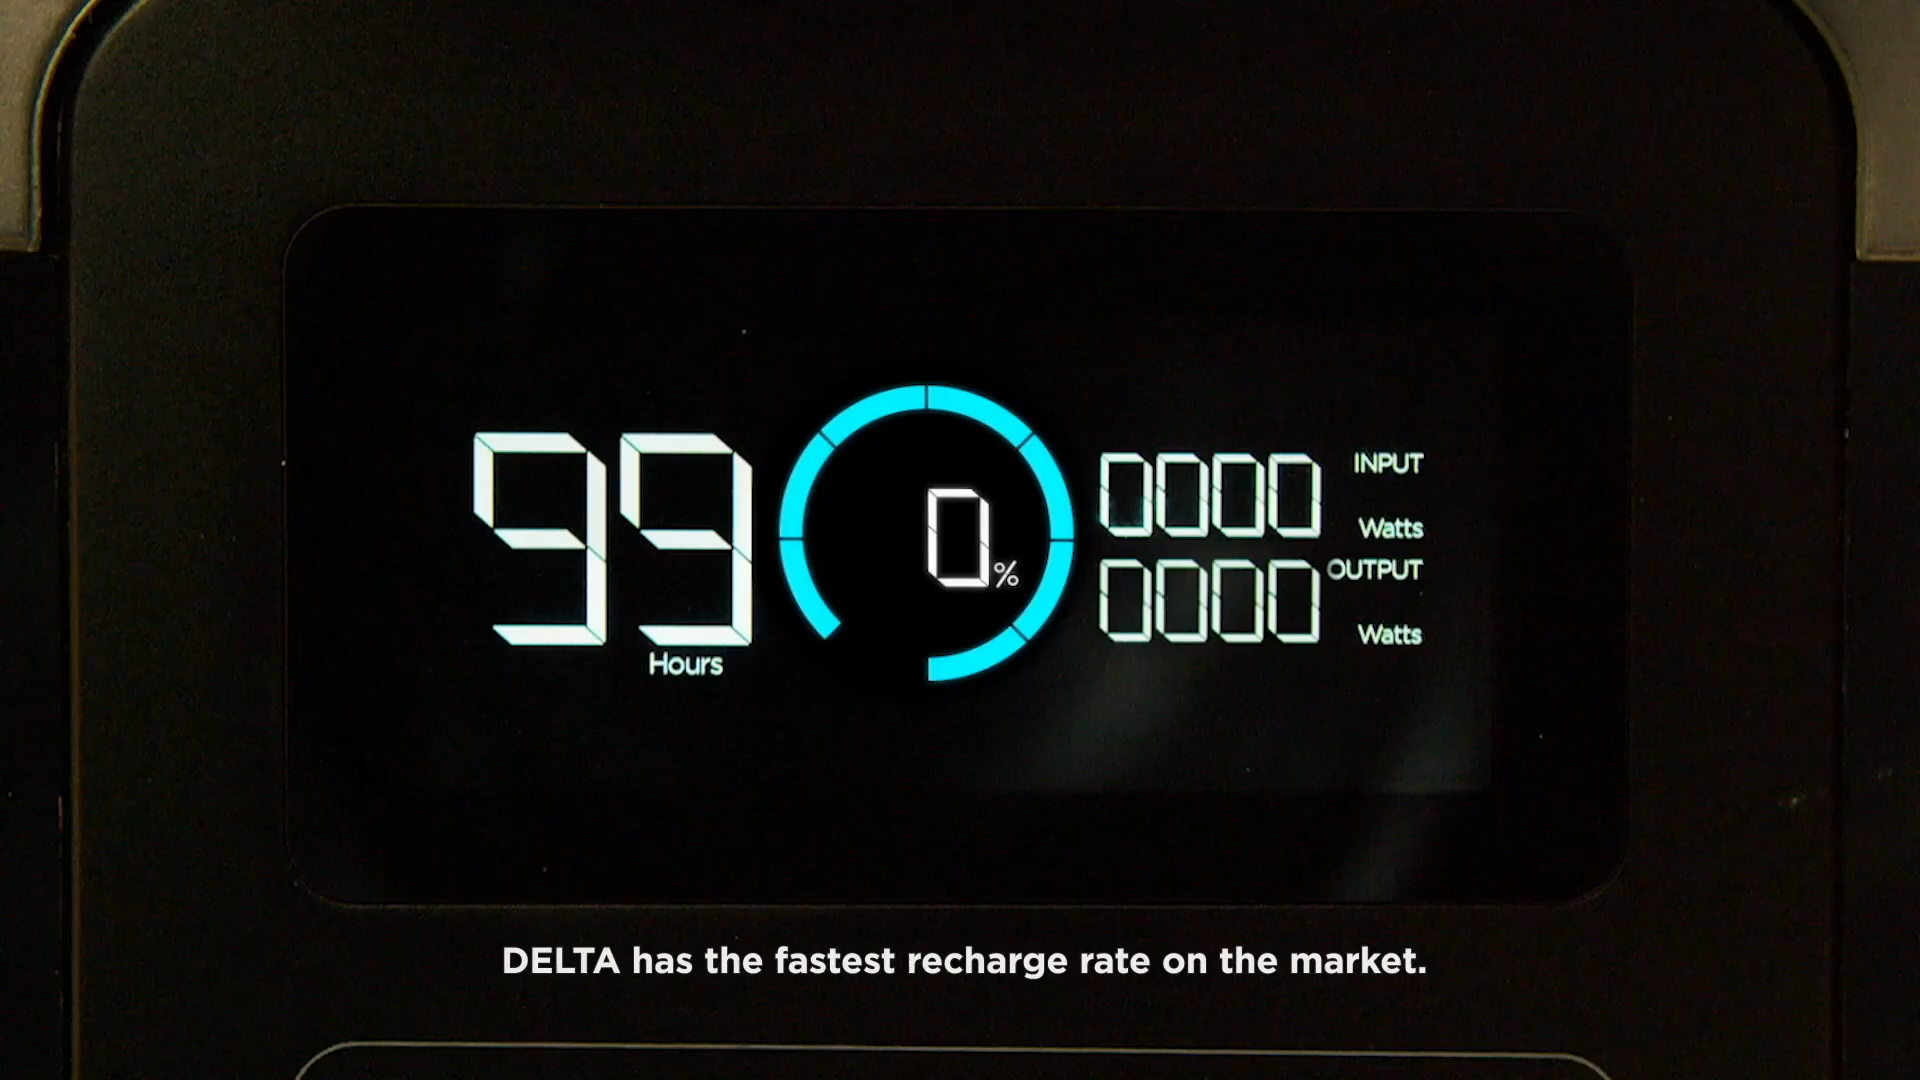 99
Hours
0%
0000 INPUT
Watts
0000 OUTPUT
Watts
DELTA has the fastest recharge rate on the market.